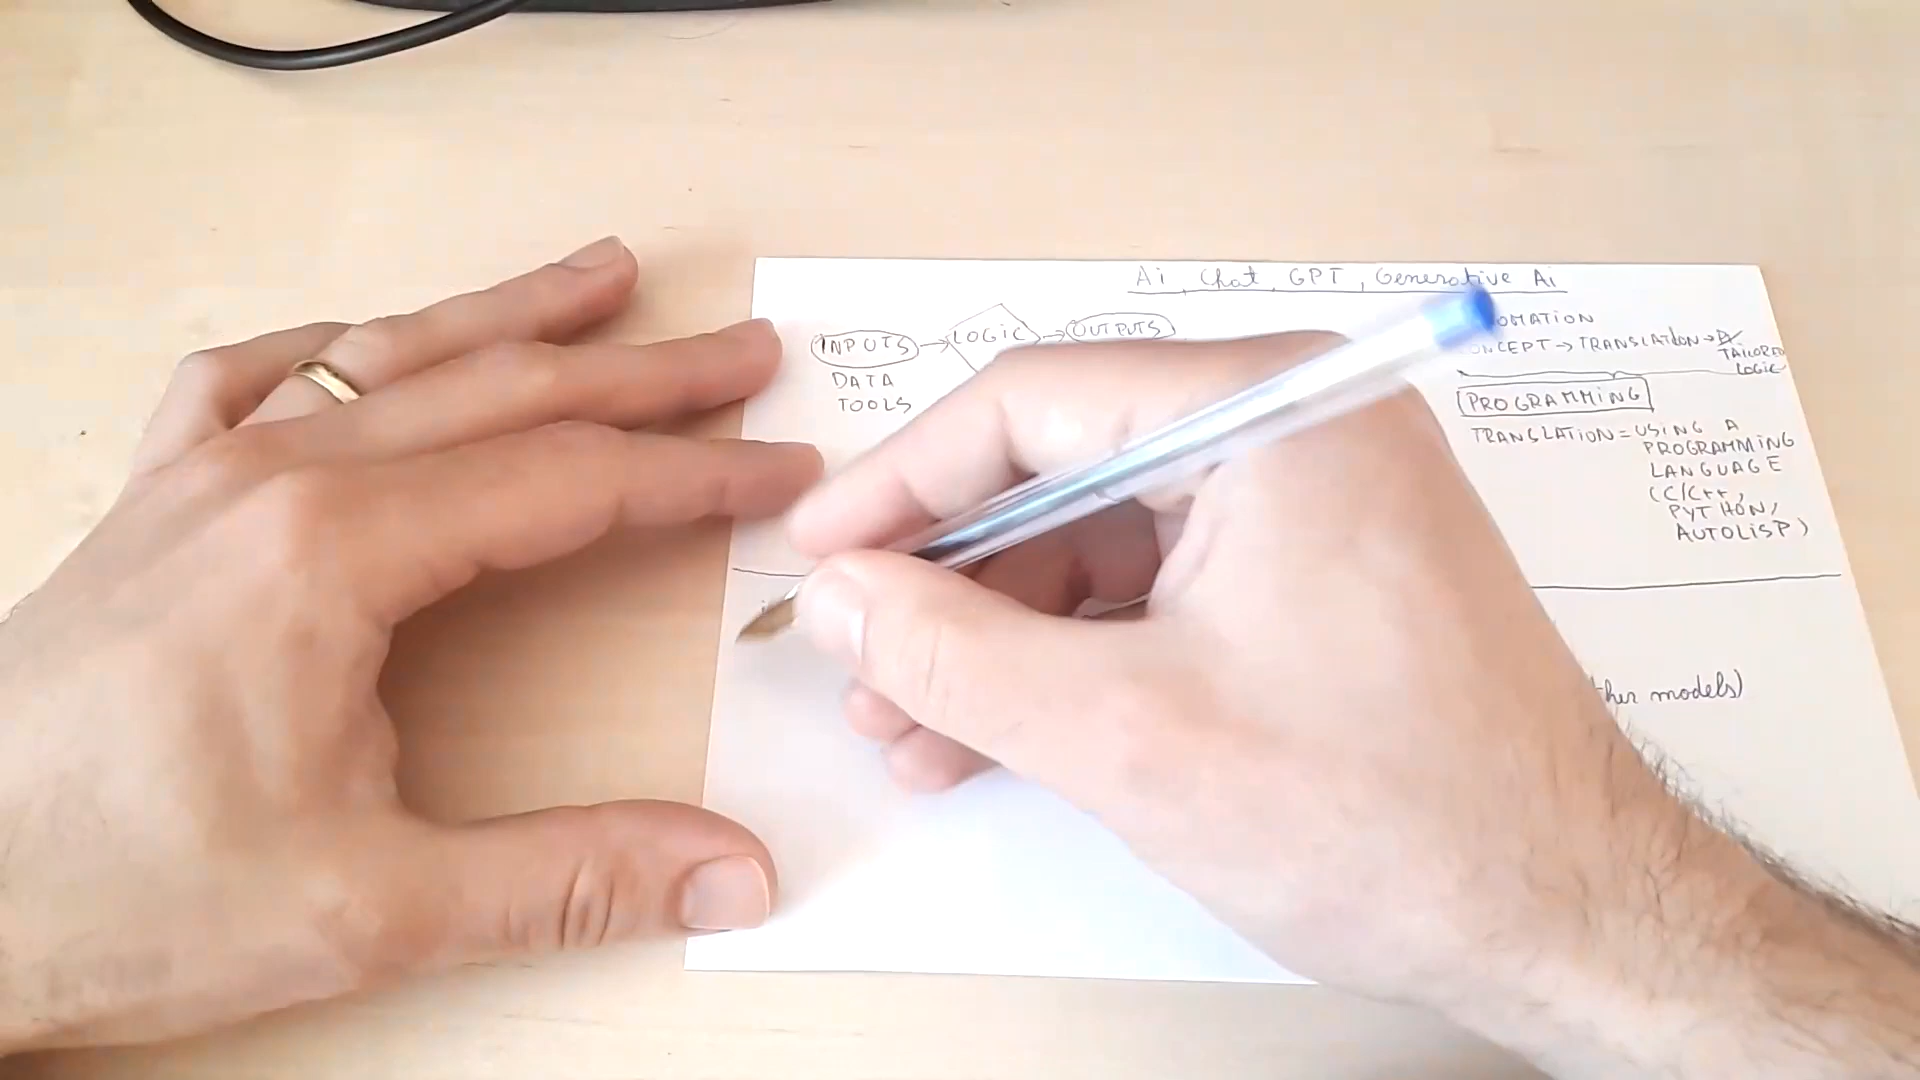 Ai, Chat GPT, Generative Ai
INPUTS → LOGIC → OUTPUTS
DATA
TOOLS
CONCEPT → TRANSLATION →
TAILORED
LOGIC
PROGRAMMING
TRANSLATION = USING A
PROGRAMMING
LANGUAGE
(C/C++,
PYTHON,
AUTOLISP)
models)